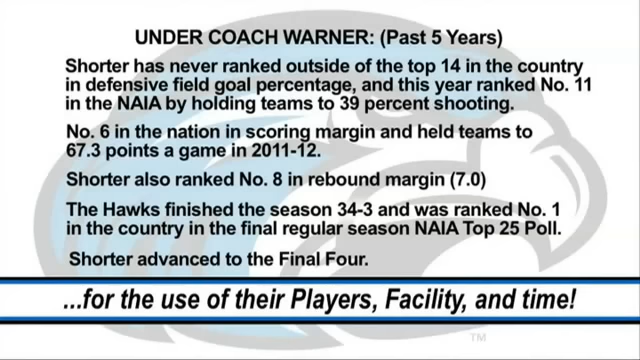 UNDER COACH WARNER: (Past 5 Years)
Shorter has never ranked outside of the top 14 in the country
in defensive field goal percentage, and this year ranked No. 11
in the NAIA by holding teams to 39 percent shooting.
No. 6 in the nation in scoring margin and held teams to
67.3 points a game in 2011-12.
Shorter also ranked No. 8 in rebound margin (7.0)
The Hawks finished the season 34-3 and was ranked No. 1
in the country in the final regular season NAIA Top 25 Poll.
Shorter advanced to the Final Four.
...for the use of their Players, Facility, and time!
TM